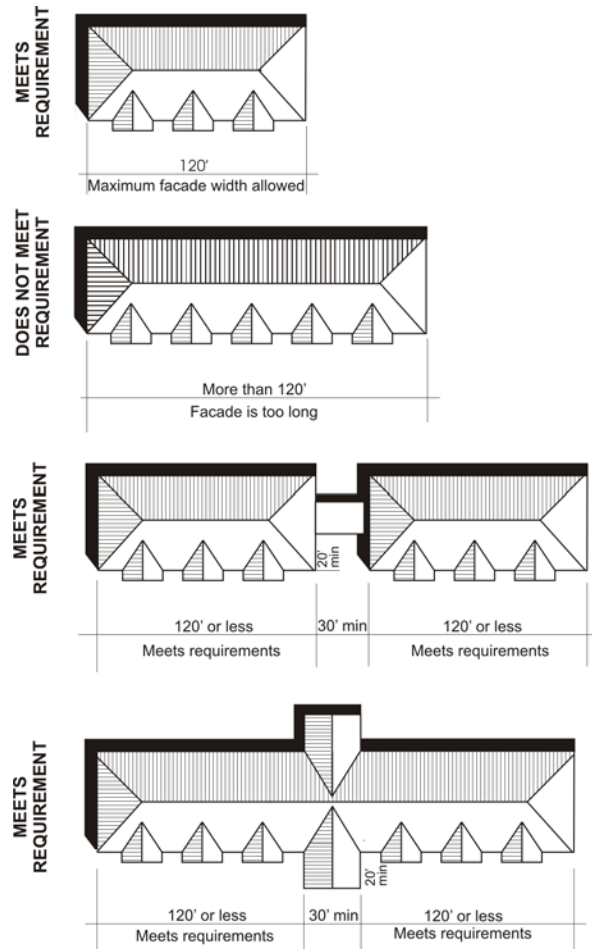 MEETS
REQUIREMENT
120'
Maximum facade width allowed
DOES NOT MEET
REQUIREMENT
More than 120'
Facade is too long
MEETS
REQUIREMENT
20'
min
120' or less
30' min
120' or less
Meets requirements
Meets requirements
MEETS
REQUIREMENT
20'
min
120' or less
30' min
120' or less
Meets requirements
Meets requirements